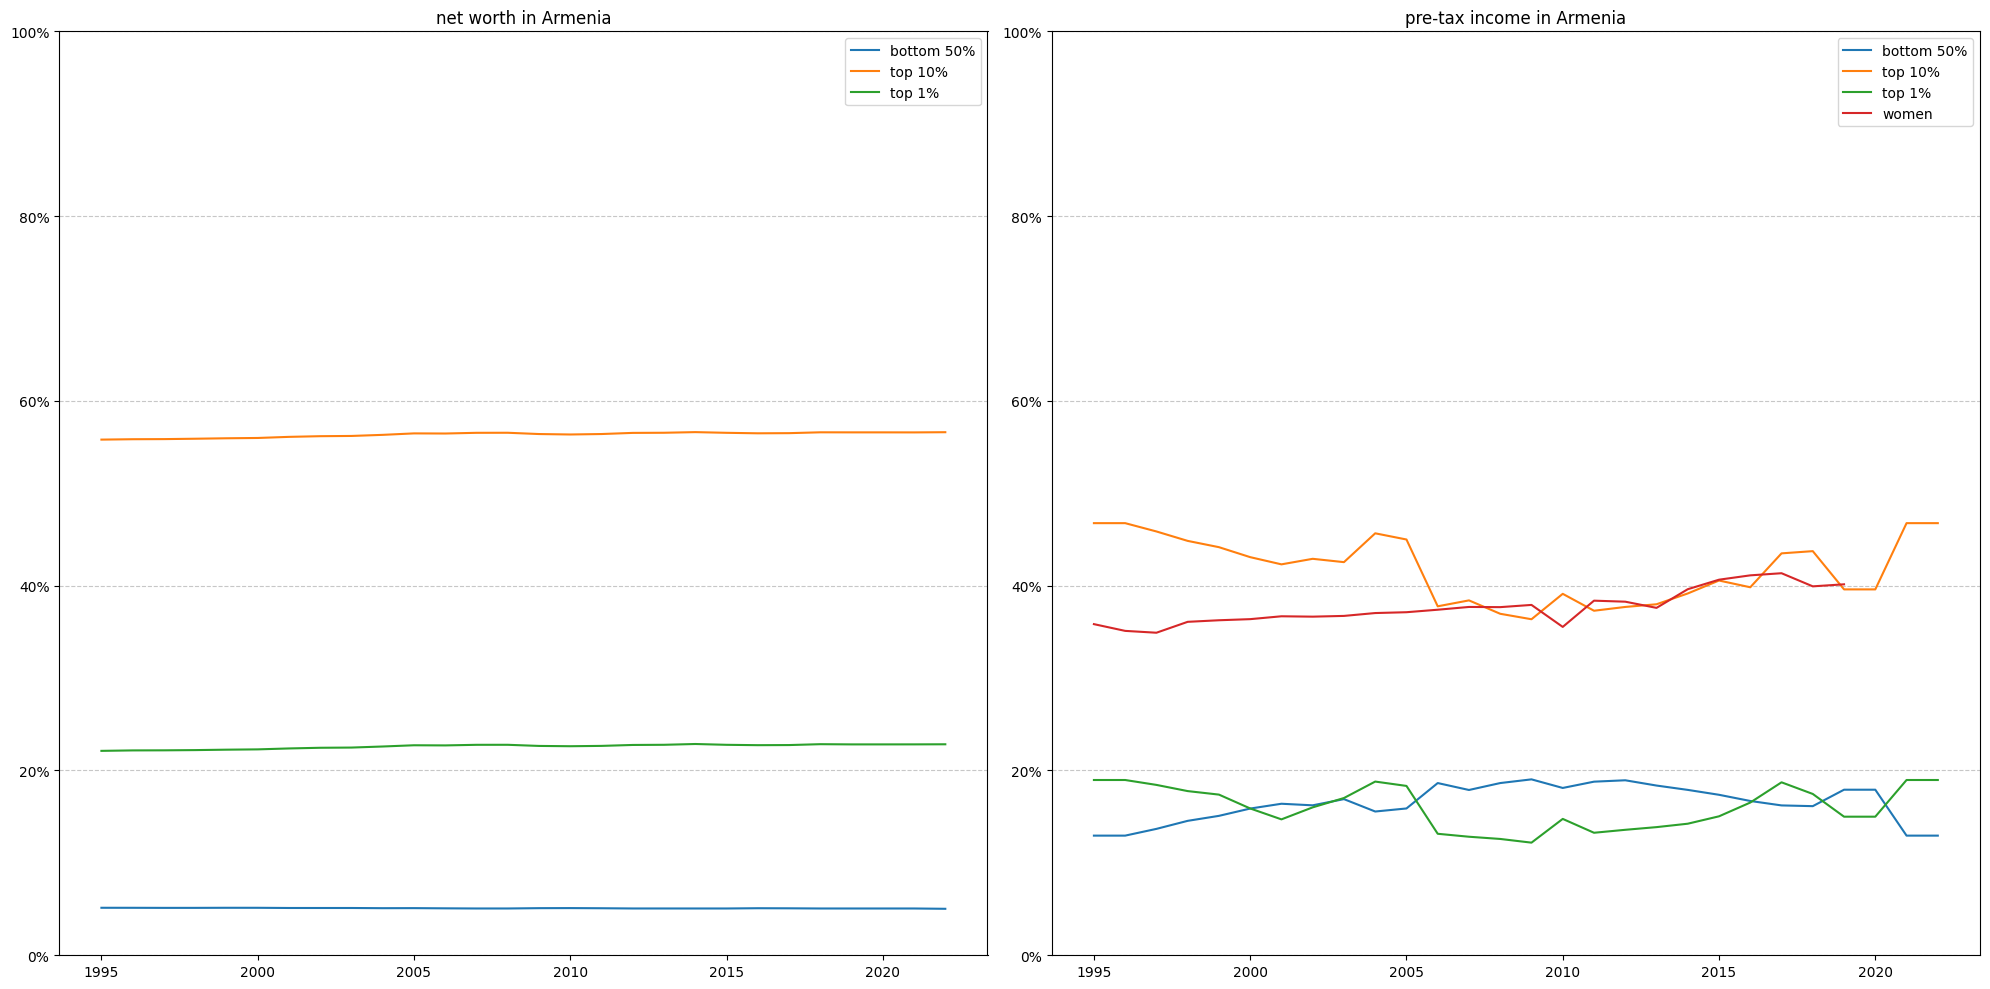 net worth in Armenia
100%
80%
60%
40%
20%
0%
1995 2000 2005 2010 2015 2020
bottom 50%
top 10%
top 1%
pre-tax income in Armenia
100%
80%
60%
40%
20%
0%
1995 2000 2005 2010 2015 2020
bottom 50%
top 10%
top 1%
women